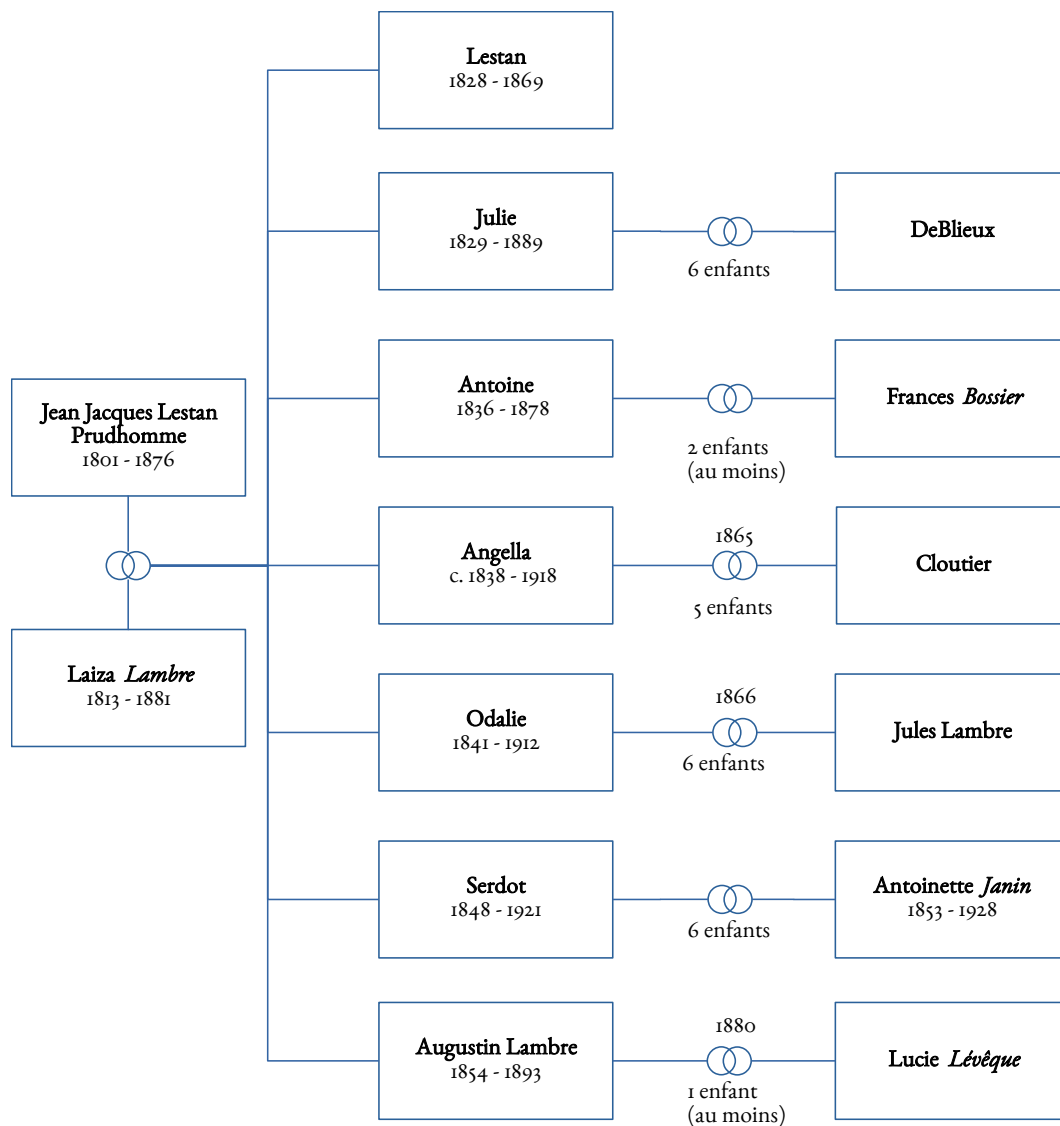 Lestan
1828 - 1869
Julie
1829 - 1889
6 enfants
DeBlieux
Antoine
1836 - 1878
2 enfants
(au moins)
Frances Bossier
Jean Jacques Lestan
Prudhomme
1801 - 1876
Angella
c. 1838 - 1918
1865
5 enfants
Cloutier
Laiza Lambre
1813 - 1881
Odalie
1841 - 1912
1866
6 enfants
Jules Lambre
Serdot
1848 - 1921
6 enfants
Antoinette Janin
1853 - 1928
Augustin Lambre
1854 - 1893
1880
1 enfant
(au moins)
Lucie Lévêque